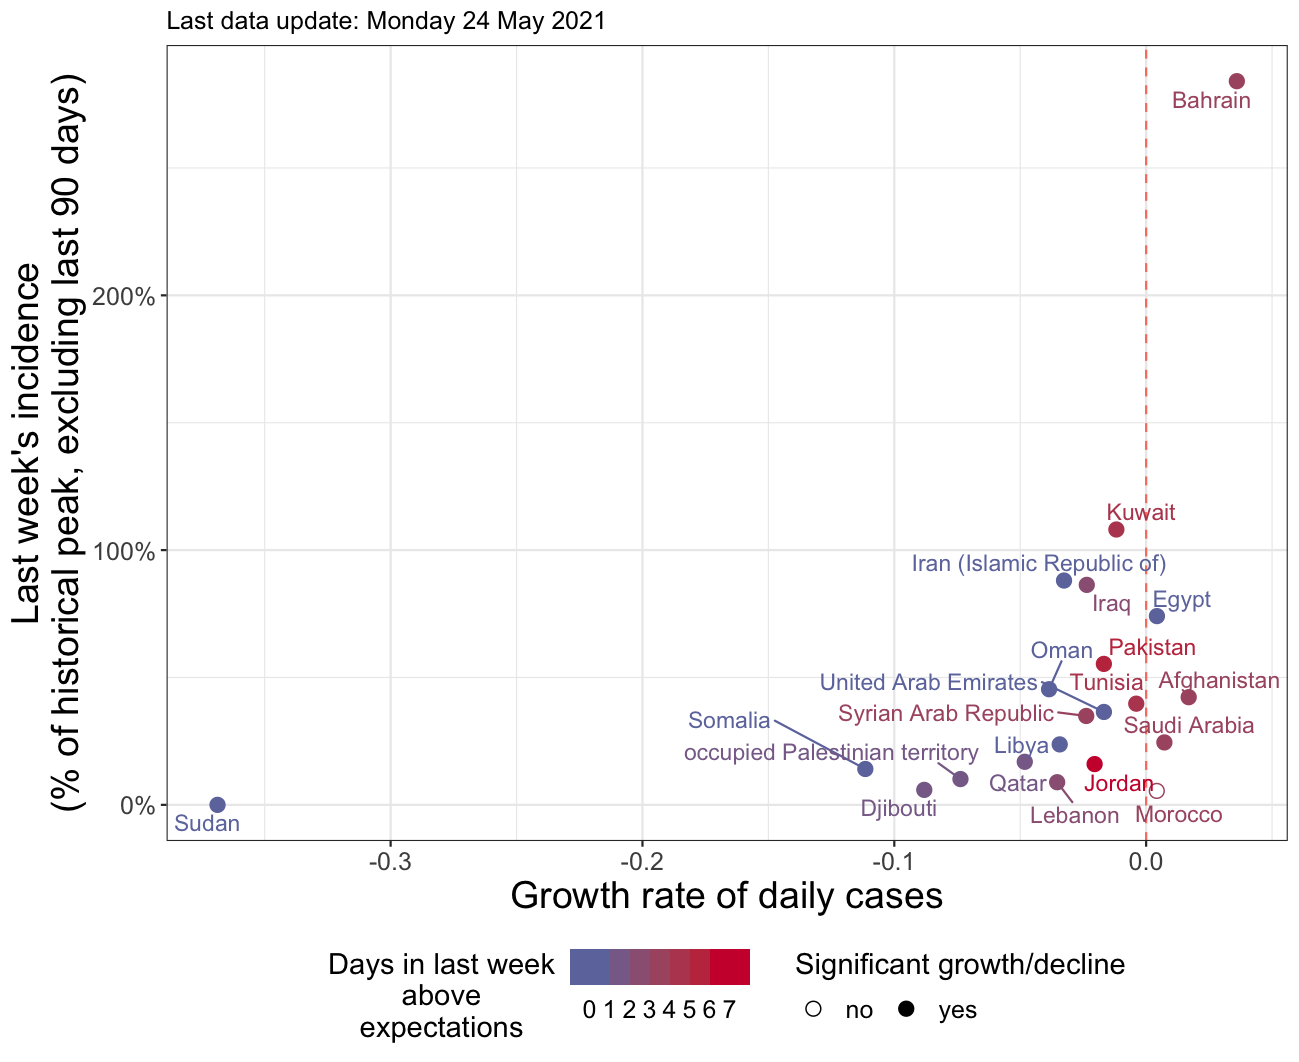 Last data update: Monday 24 May 2021
Last week's incidence
(% of historical peak, excluding last 90 days)
200%
100%
0%
Bahrain
Kuwait
Iran (Islamic Republic of)
Iraq
Egypt
Oman
Pakistan
United Arab Emirates
Tunisia
Afghanistan
Syrian Arab Republic
Saudi Arabia
Somalia
Libya
occupied Palestinian territory
Qatar
Jordan
Djibouti
Lebanon
Morocco
Sudan
-0.3
-0.2
-0.1
0.0
Growth rate of daily cases
Days in last week
above
expectations
0 1 2 3 4 5 6 7
Significant growth/decline
no
yes